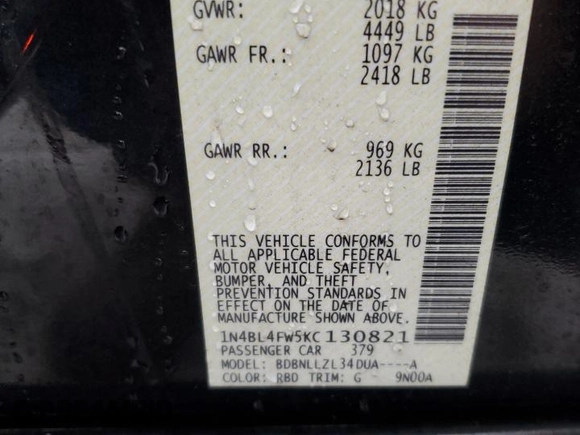 GVWR: 2018 KG
4449 LB
GAWR FR.: 1097 KG
2418 LB
GAWR RR.: 969 KG
2136 LB
THIS VEHICLE CONFORMS TO
ALL APPLICABLE FEDERAL
MOTOR VEHICLE SAFETY,
BUMPER, AND THEFT
PREVENTION STANDARDS IN
EFFECT ON THE DATE OF
MANUFACTURE SHOWN ABOVE.
1N4BL4FW5KC130821
PASSENGER CAR 379
MODEL: BDBNLLZL34DUA----A
COLOR: RBD TRIM: G 9N00A